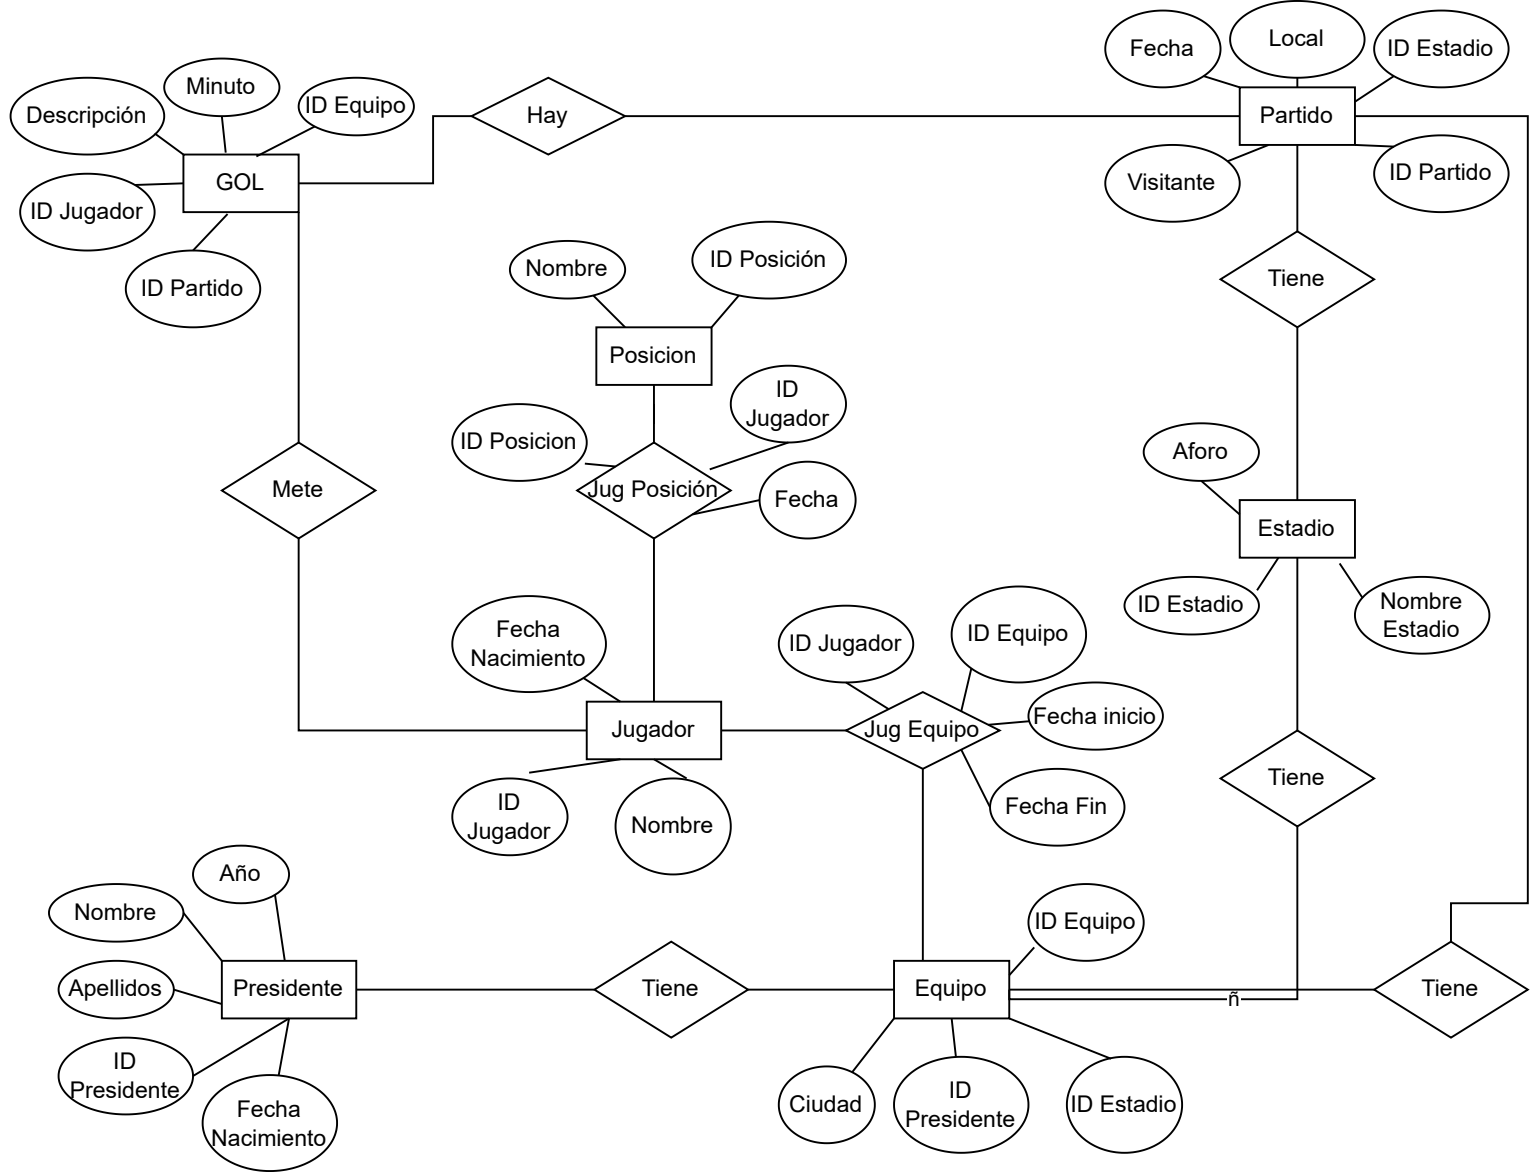 Fecha
Local
ID Estadio
Descripción
Minuto
ID Equipo
Hay
Partido
ID Jugador
GOL
Visitante
ID Partido
ID Partido
Nombre
ID Posición
Tiene
Posicion
ID Posicion
ID
Jugador
Aforo
Mete
Jug Posición
Fecha
Estadio
ID Estadio
Nombre
Estadio
Fecha
Nacimiento
ID Jugador
ID Equipo
Fecha inicio
Jugador
Jug Equipo
Tiene
ID
Jugador
Nombre
Fecha Fin
Año
Nombre
ID Equipo
Apellidos
Presidente
Tiene
Equipo
ñ
Tiene
ID
Presidente
Fecha
Nacimiento
Ciudad
ID
Presidente
ID Estadio